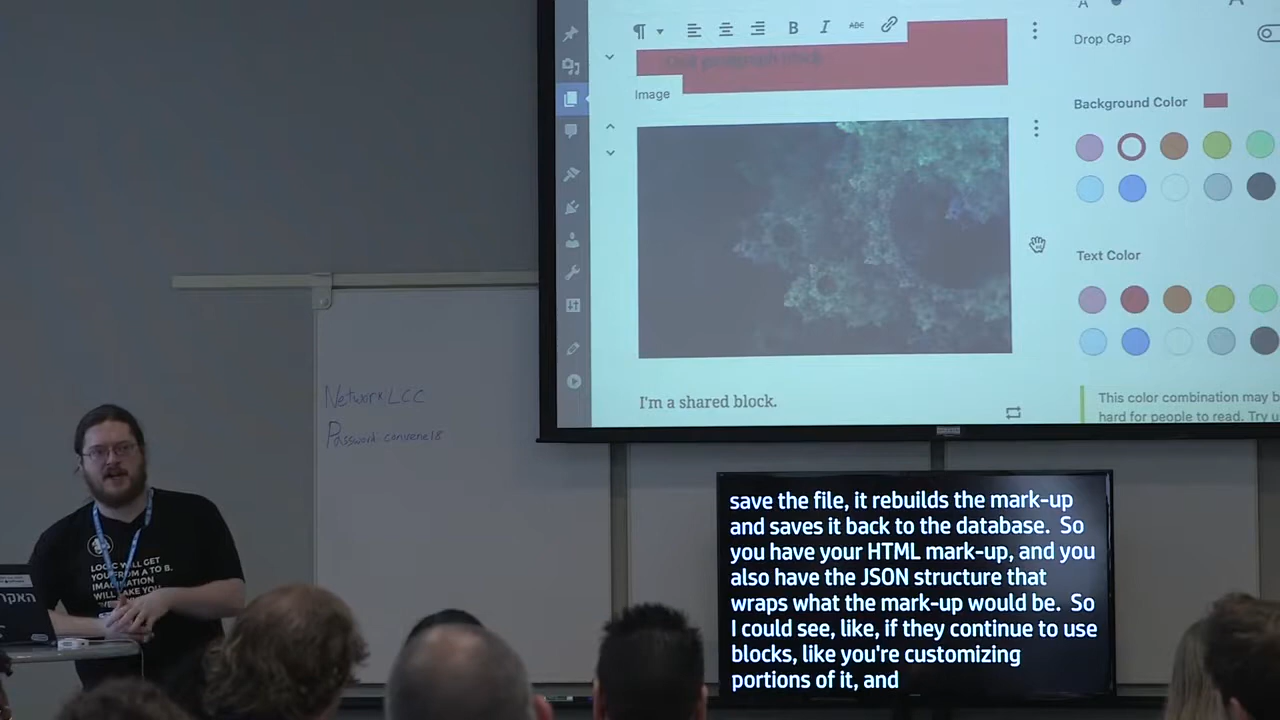 B I ABC
Drop Cap
Image
Background Color
Text Color
I'm a shared block.
This color combination may b
hard for people to read. Try u
Network LCC
Password convene18
LOGIC WILL GET
YOU FROM A TO B.
IMAGINATION
WILL TAKE YOU
האקר
save the file, it rebuilds the mark-up
and saves it back to the database. So
you have your HTML mark-up, and you
also have the JSON structure that
wraps what the mark-up would be. So
I could see, like, if they continue to use
blocks, like you're customizing
portions of it, and